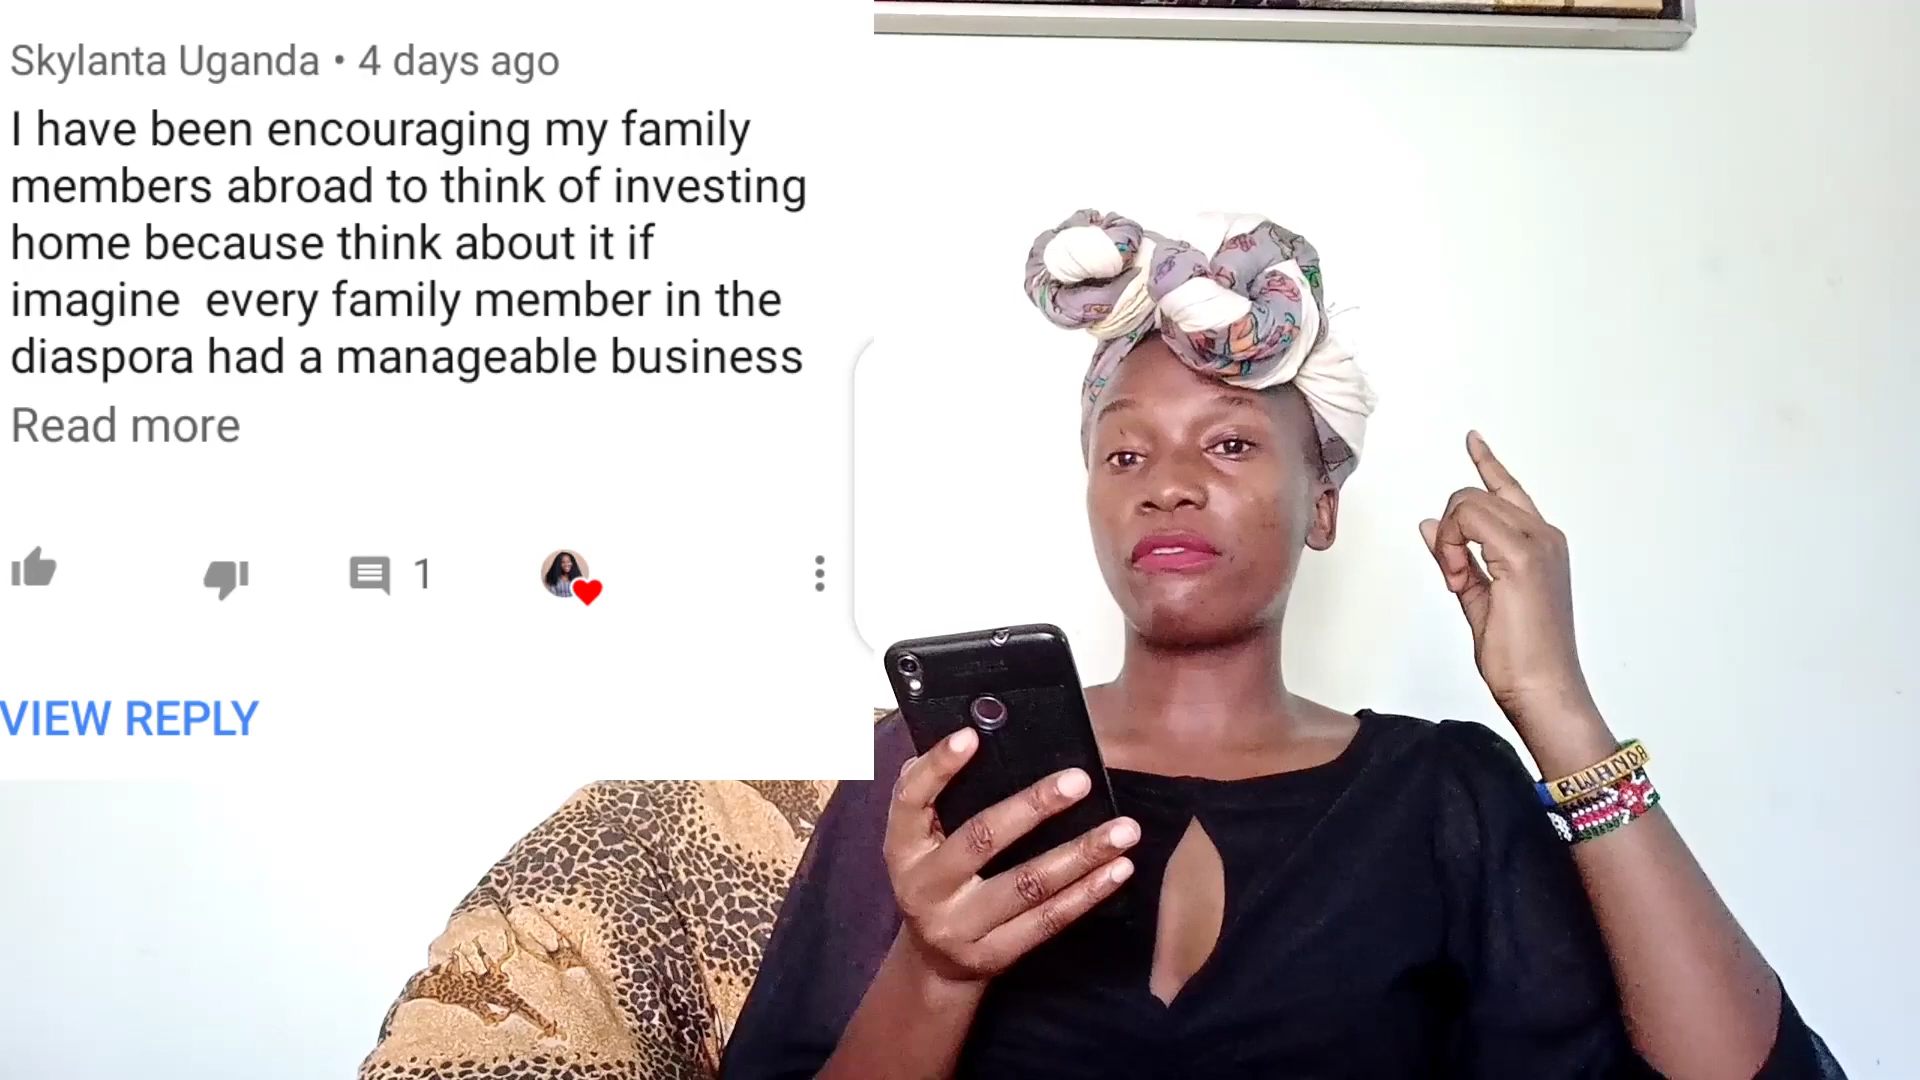 Skylanta Uganda • 4 days ago
I have been encouraging my family
members abroad to think of investing
home because think about it if
imagine  every family member in the
diaspora had a manageable business
Read more
1
VIEW REPLY
RWANDA